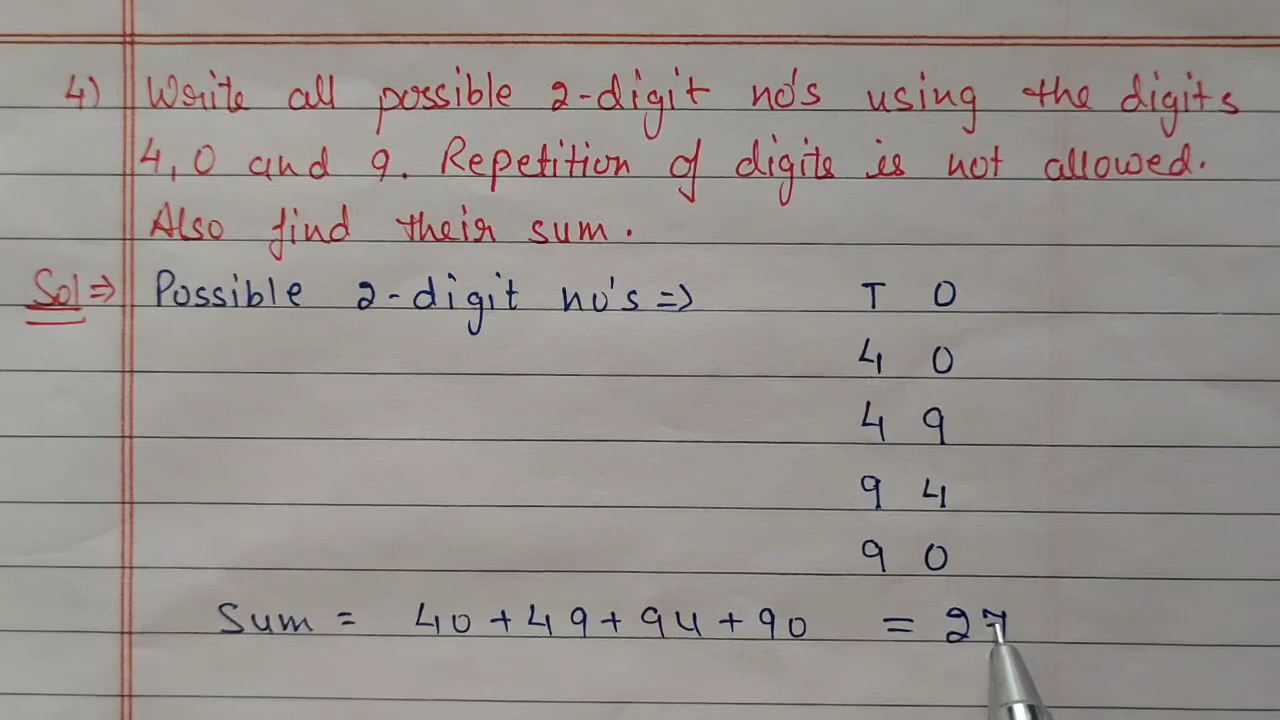 4) Write all possible 2-digit no's using the digits
4, 0 and 9. Repetition of digits is not allowed.
Also find their sum.
Sol ⇒ Possible 2-digit no's ⇒ T O
4 0
4 9
9 4
9 0
Sum = 40 + 49 + 94 + 90 = 27